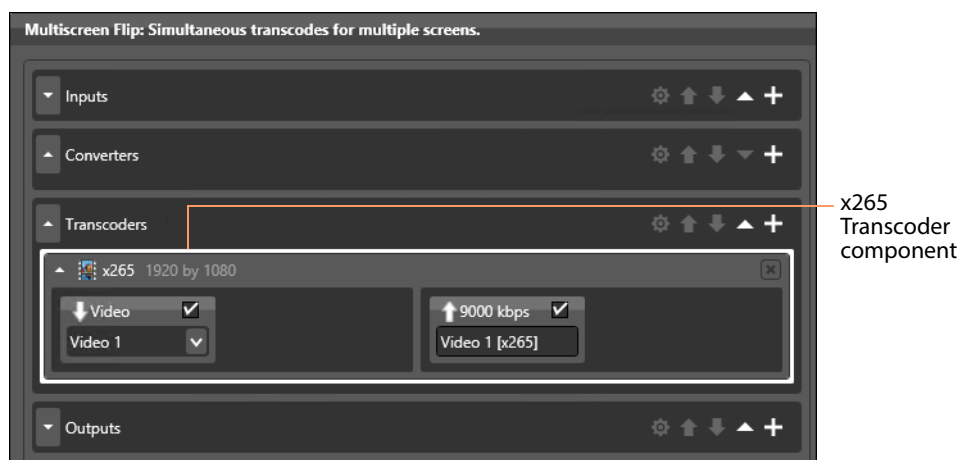 Multiscreen Flip: Simultaneous transcodes for multiple screens.
Inputs
Converters
Transcoders
x265 1920 by 1080
Video
9000 kbps
Video 1
Video 1 [x265]
Outputs
x265
Transcoder
component